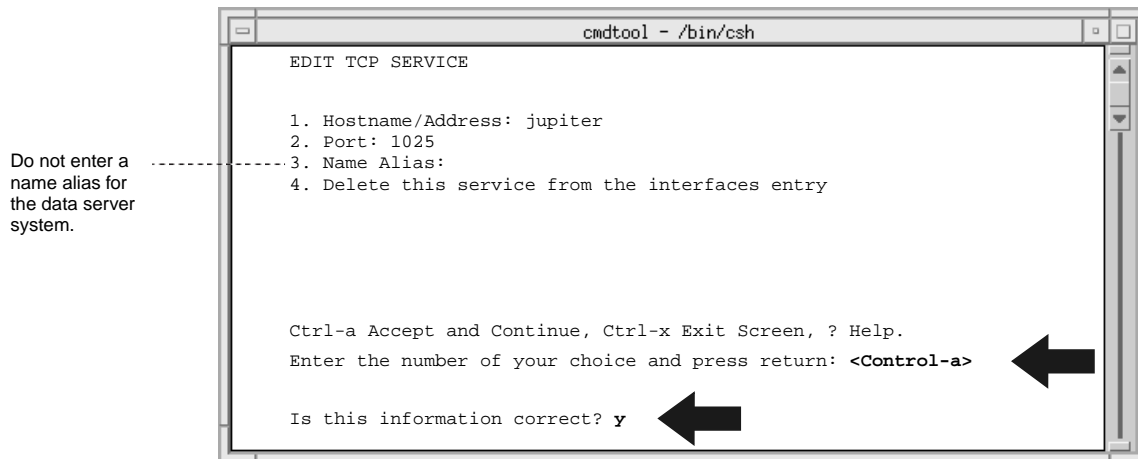 cmdtool - /bin/csh
EDIT TCP SERVICE
1. Hostname/Address: jupiter
2. Port: 1025
3. Name Alias:
4. Delete this service from the interfaces entry
Do not enter a
name alias for
the data server
system.
Ctrl-a Accept and Continue, Ctrl-x Exit Screen, ? Help.
Enter the number of your choice and press return: <Control-a>
Is this information correct? y